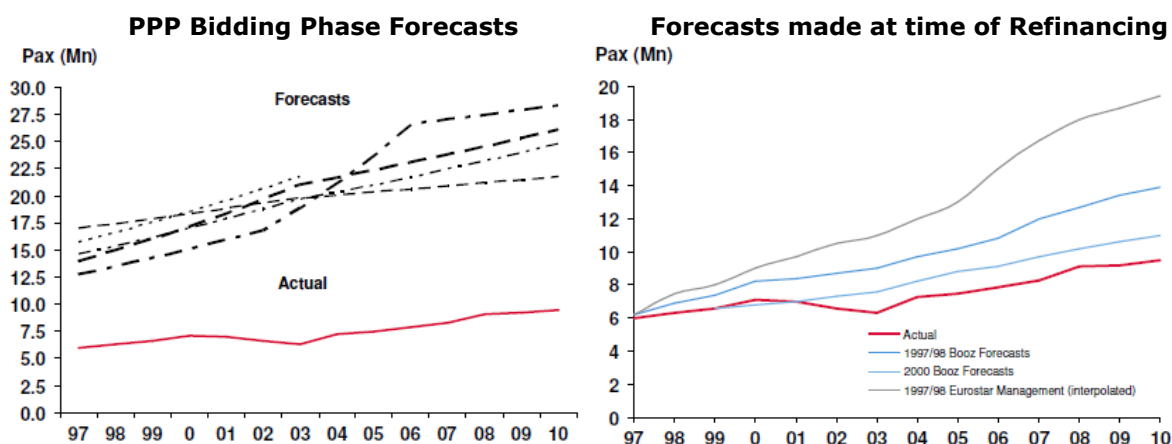 PPP Bidding Phase Forecasts
Pax (Mn)
30.0
27.5
25.0
22.5
20.0
17.5
15.0
12.5
10.0
7.5
5.0
2.5
0.0
Forecasts
Actual
97 98 99 0 01 02 03 04 05 06 07 08 09 10
Forecasts made at time of Refinancing
Pax (Mn)
20
18
16
14
12
10
8
6
4
2
0
Actual
1997/98 Booz Forecasts
2000 Booz Forecasts
1997/98 Eurostar Management (interpolated)
97 98 99 0 01 02 03 04 05 06 07 08 09 10